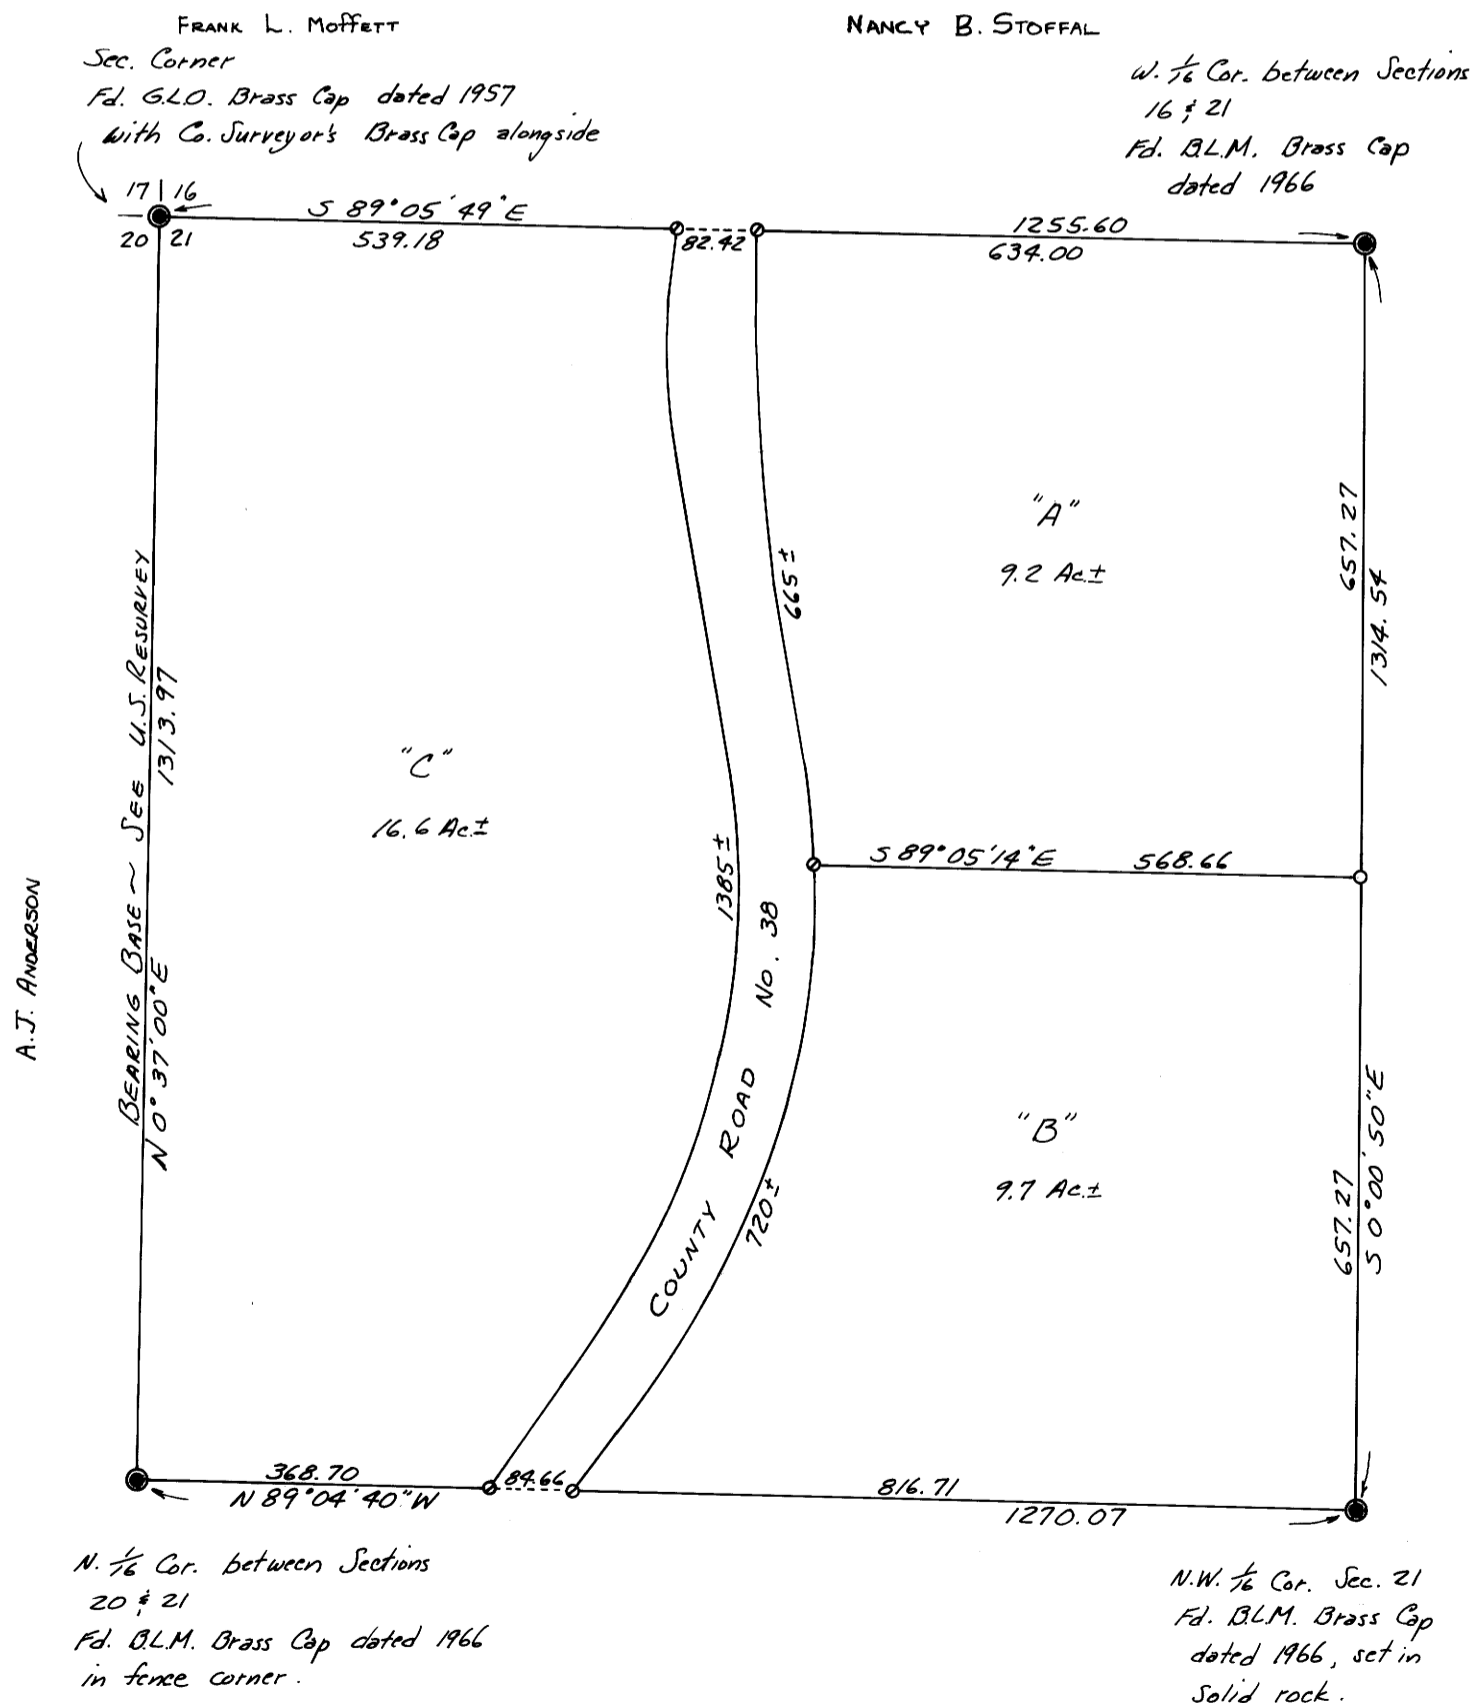 FRANK L. MOFFETT
NANCY B. STOFFAL
Sec. Corner
Fd. G.L.O. Brass Cap dated 1957
with Co. Surveyor's Brass Cap alongside
W. 1/16 Cor. between Sections
16 & 21
Fd. B.L.M. Brass Cap
dated 1966
17 | 16
20 | 21
S 89° 05' 49" E
539.18
82.42
1255.60
634.00
"A"
9.2 Ac.±
657.27
1314.54
665±
BEARING BASE ~ SEE U.S. RESURVEY
1313.97
N 0° 37' 00" E
"C"
16.6 Ac.±
1385±
S 89° 05' 14" E 568.66
A.J. ANDERSON
COUNTY ROAD No. 38
"B"
9.7 Ac.±
720±
657.27
S 0° 00' 50" E
368.70
N 89° 04' 40" W
84.66
816.71
1270.07
N. 1/16 Cor. between Sections
20 & 21
Fd. B.L.M. Brass Cap dated 1966
in fence corner.
N.W. 1/16 Cor. Sec. 21
Fd. B.L.M. Brass Cap
dated 1966, set in
Solid rock.